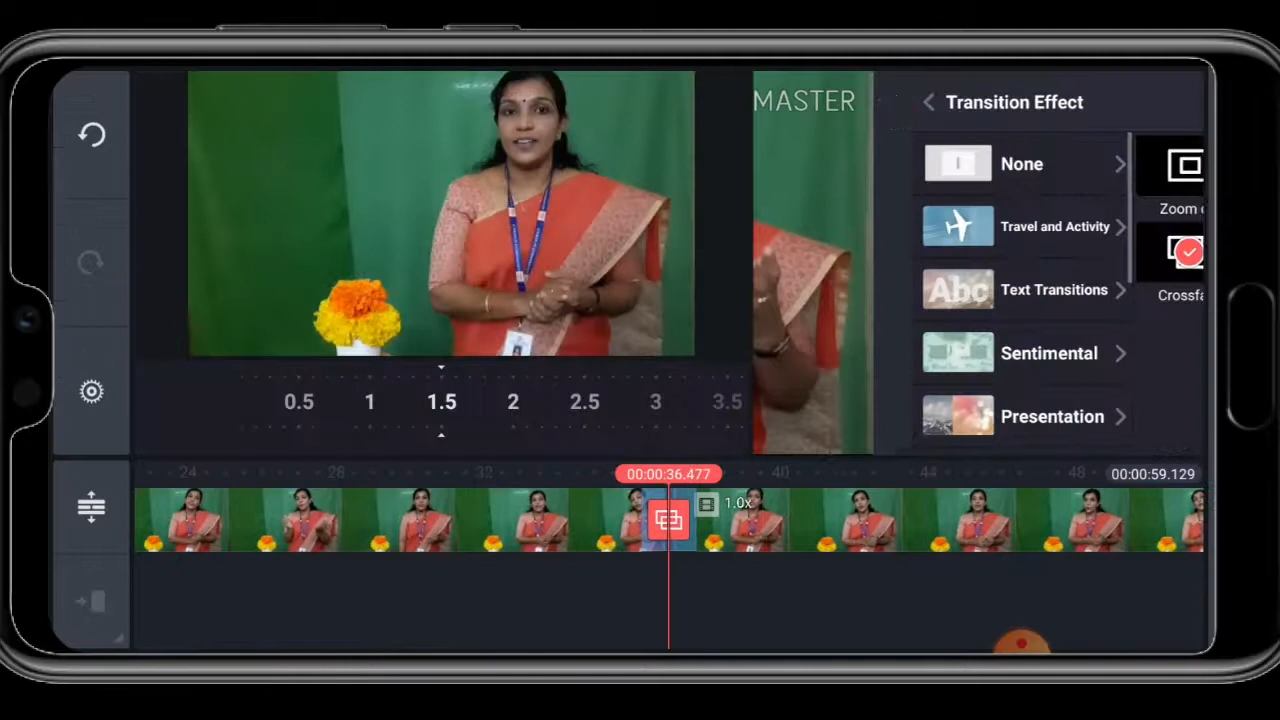 MASTER
Transition Effect
None
Travel and Activity
Abc
Text Transitions
Sentimental
Presentation
Zoom
Crossfa
0.5 1 1.5 2 2.5 3 3.5
24 28 32 00:00:36.477 40 44 48 00:00:59.129
1.0x